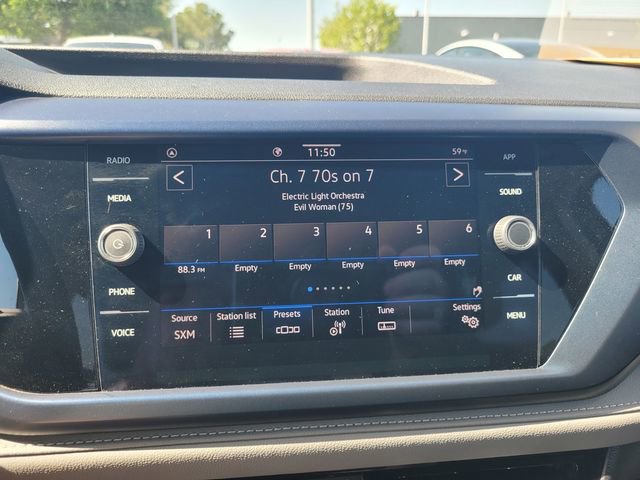 RADIO
MEDIA
PHONE
VOICE
11:50
59°F
Ch. 7 70s on 7
Electric Light Orchestra
Evil Woman (75)
1 2 3 4 5 6
88.3 FM Empty Empty Empty Empty Empty
Source Station list Presets Station Tune Settings
SXM
APP
SOUND
CAR
MENU